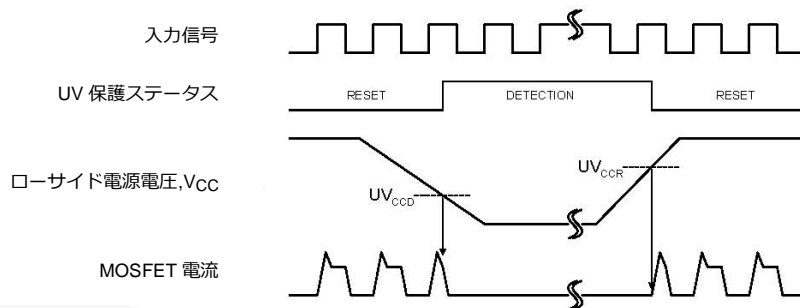 入力信号
UV 保護ステータス
RESET DETECTION RESET
ローサイド電源電圧,VCC
UVCCD
UVCCR
MOSFET 電流